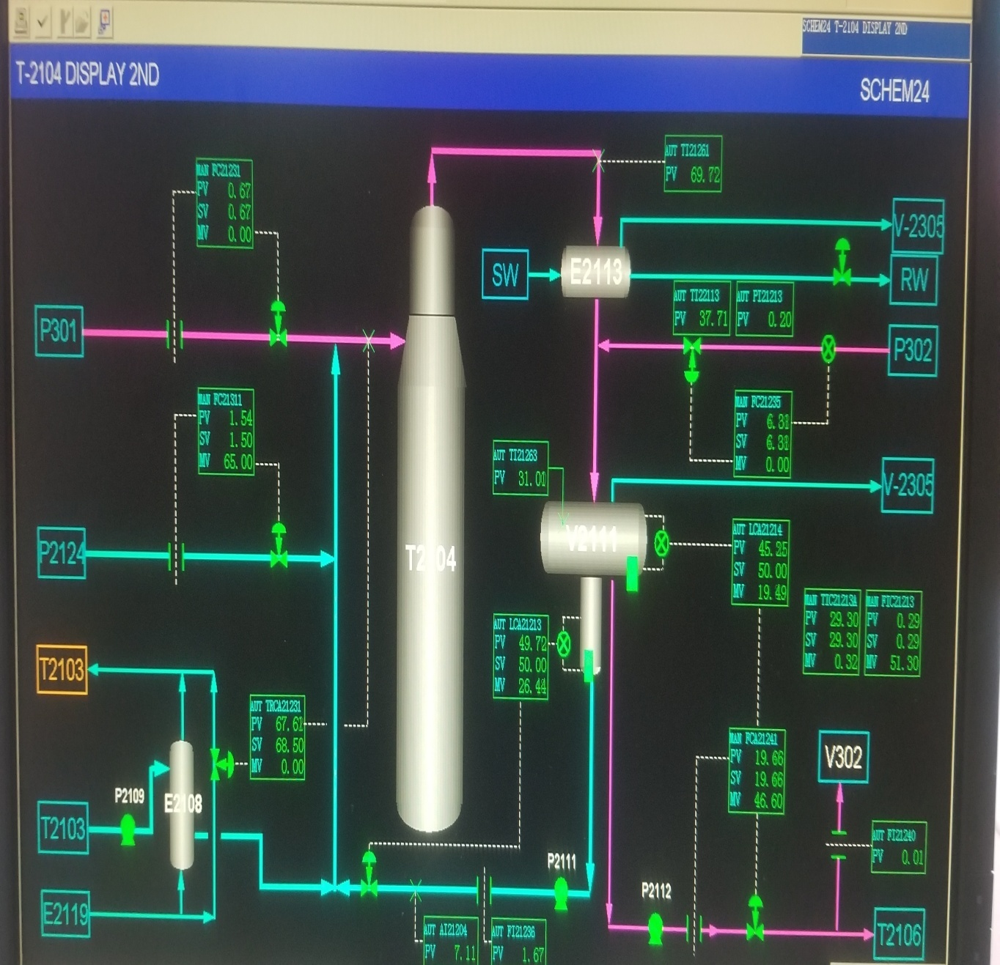 SCHEM24 T-2104 DISPLAY 2ND
T-2104 DISPLAY 2ND
SCHEM24
AUT TI21261
PV 69.72
MAN FC21231
PV 0.67
SV 0.67
MV 0.00
V-2305
SW
E2113
RW
AUT TI22113
PV 37.71
AUT PI21213
PV 0.20
P301
P302
MAN FC21311
PV 1.54
SV 1.50
MV 65.00
MAN FC21235
PV 6.31
SV 6.31
MV 0.00
AUT TI21263
PV 31.01
V-2305
P2124
T2104
V2111
AUT LCA21214
PV 45.25
SV 50.00
MV 19.49
MAN TIC21213A
PV 29.30
SV 29.30
MV 0.32
MAN FIC21213
PV 0.29
SV 0.29
MV 51.30
AUT LCA21213
PV 49.72
SV 50.00
MV 26.44
T2103
AUT TRCA21231
PV 67.61
SV 68.50
MV 0.00
MAN FCA21241
PV 19.66
SV 19.66
MV 46.60
V302
P2109
E2108
T2103
AUT FI21240
PV 0.01
P2111
P2112
E2119
T2106
AUT AI21204
PV 7.11
AUT FI21236
PV 1.67